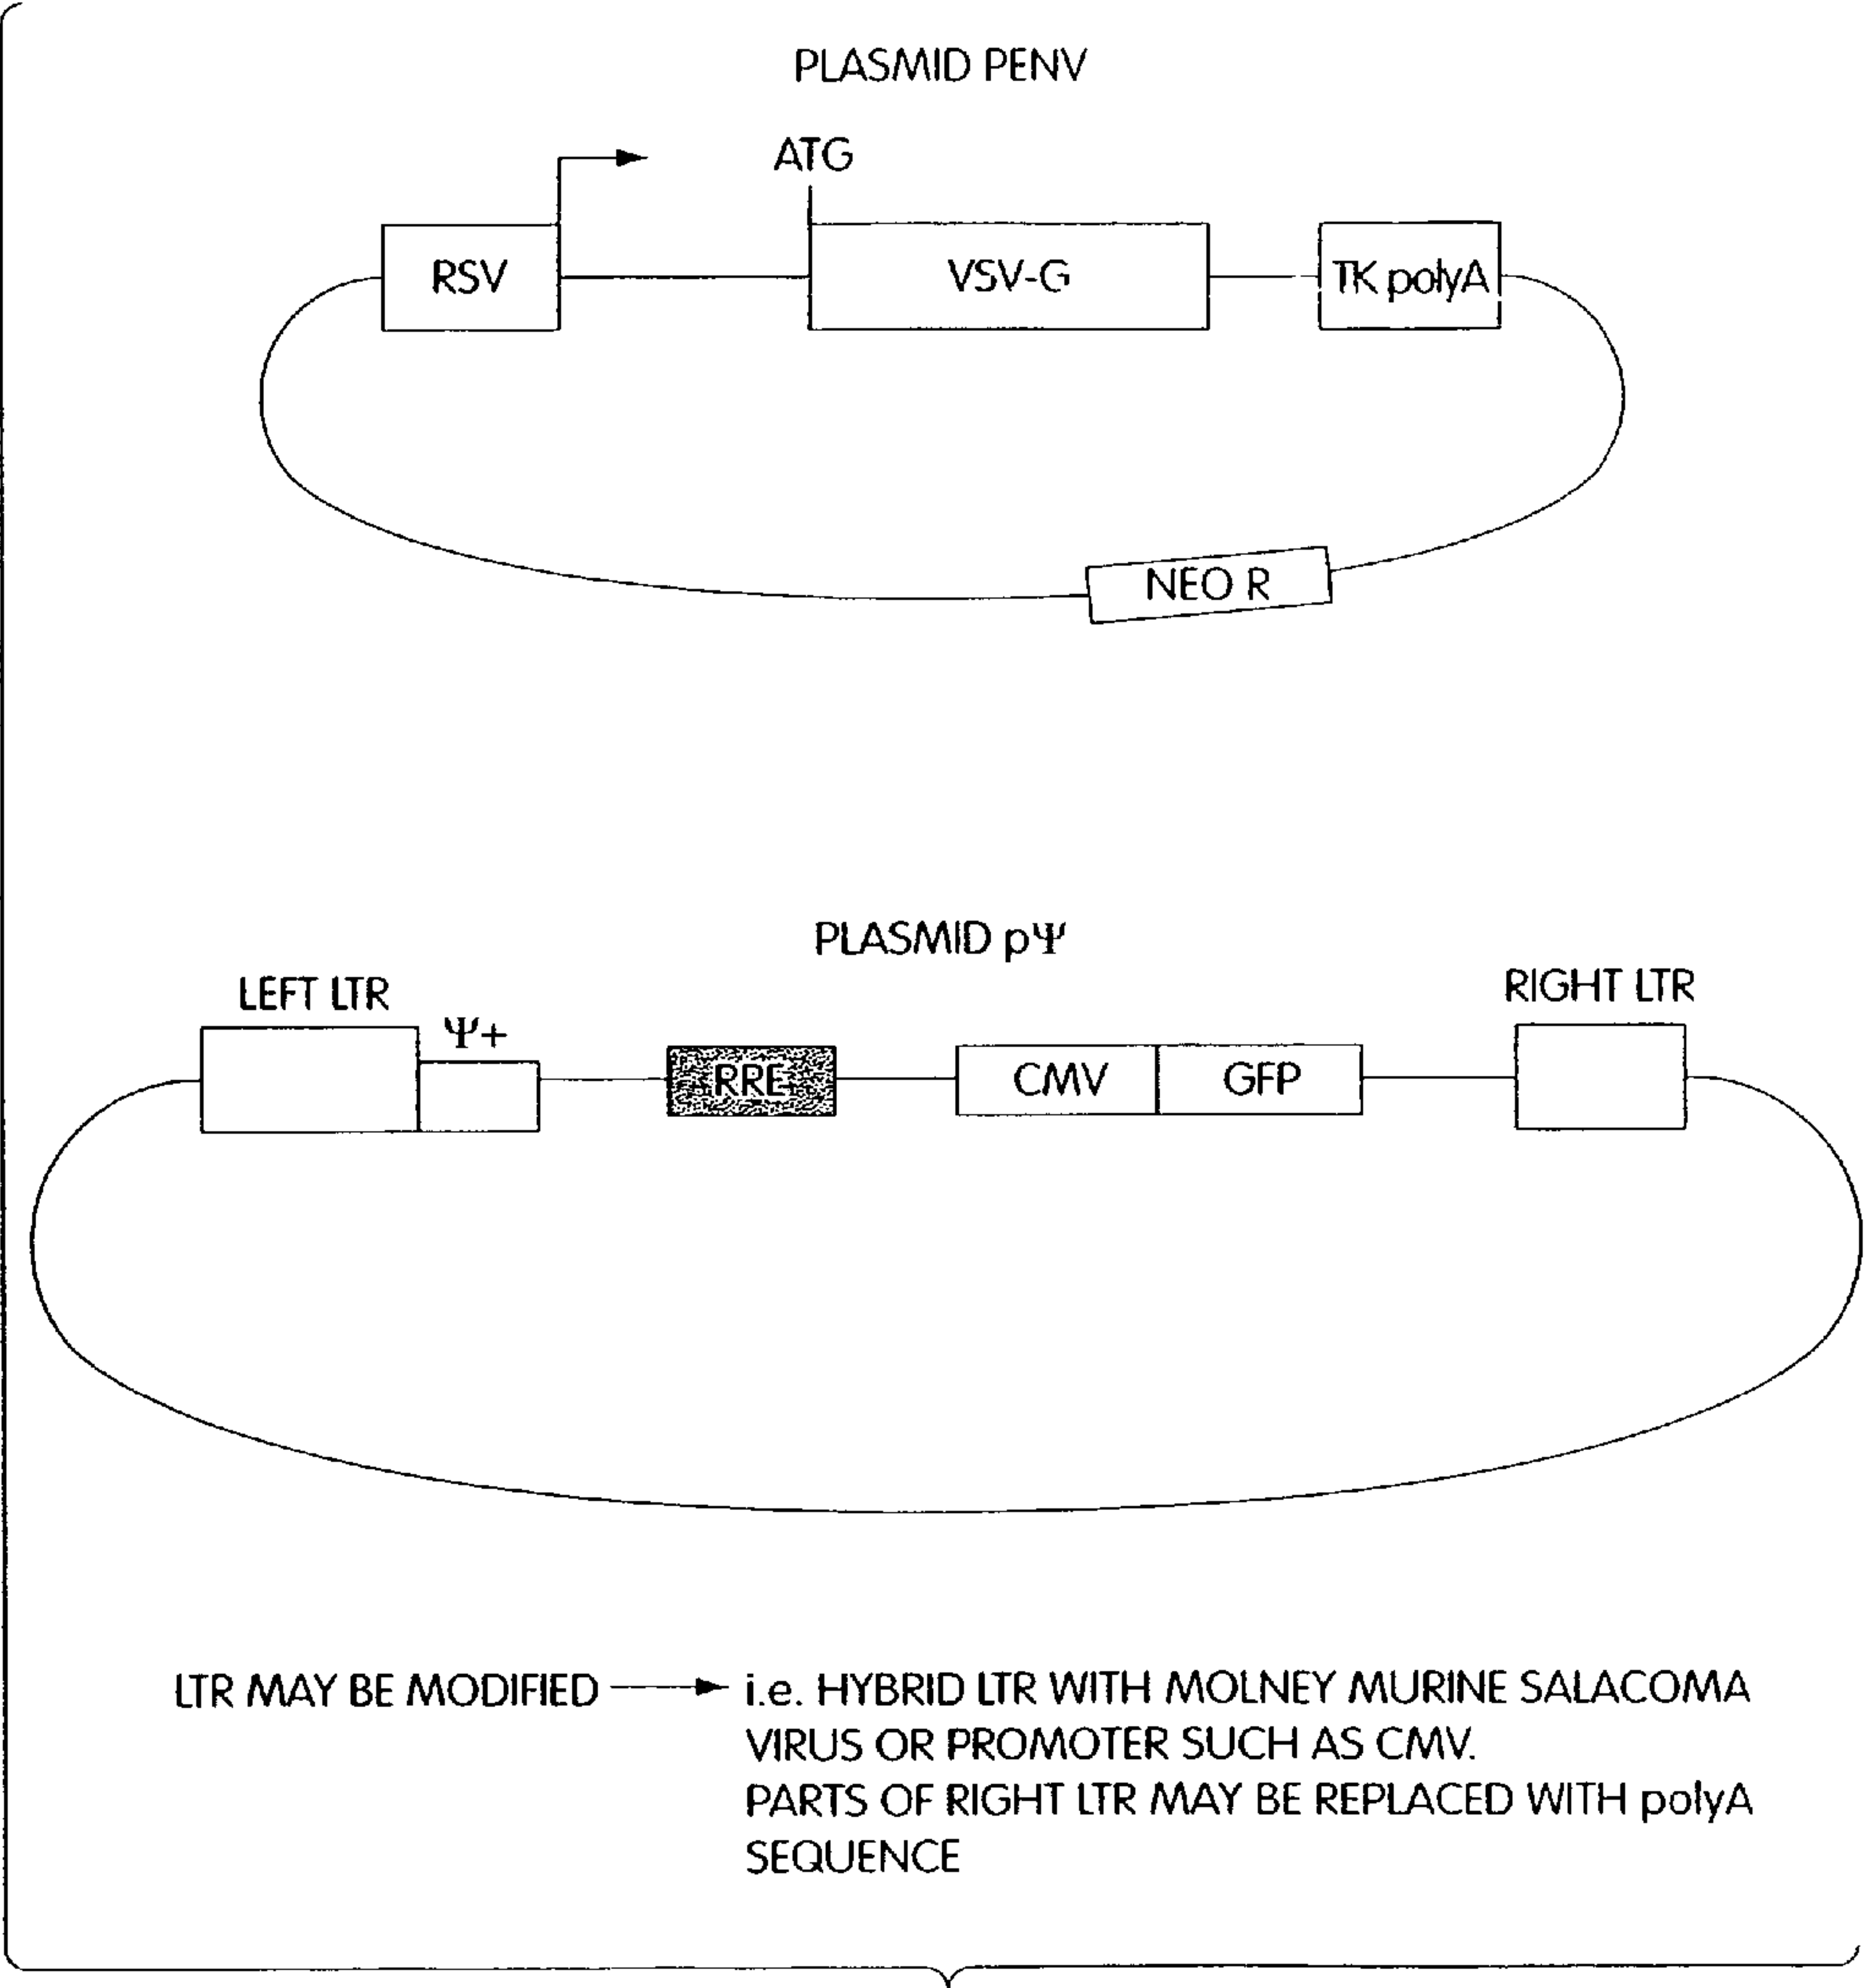 PLASMID PENV
ATG
RSV
VSV-G
TK polyA
NEO R
PLASMID pΨ
LEFT LTR
RIGHT LTR
Ψ+
RRE
CMV
GFP
LTR MAY BE MODIFIED → i.e. HYBRID LTR WITH MOLNEY MURINE SALACOMA
VIRUS OR PROMOTER SUCH AS CMV.
PARTS OF RIGHT LTR MAY BE REPLACED WITH polyA
SEQUENCE